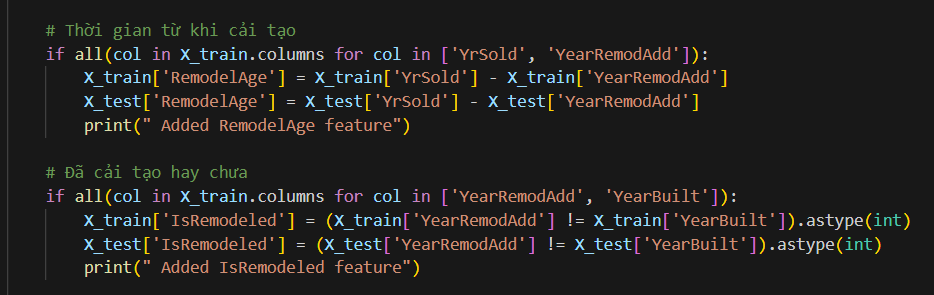 # Thời gian từ khi cải tạo
if all(col in X_train.columns for col in ['YrSold', 'YearRemodAdd']):
    X_train['RemodelAge'] = X_train['YrSold'] - X_train['YearRemodAdd']
    X_test['RemodelAge'] = X_test['YrSold'] - X_test['YearRemodAdd']
    print(" Added RemodelAge feature")
# Đã cải tạo hay chưa
if all(col in X_train.columns for col in ['YearRemodAdd', 'YearBuilt']):
    X_train['IsRemodeled'] = (X_train['YearRemodAdd'] != X_train['YearBuilt']).astype(int)
    X_test['IsRemodeled'] = (X_test['YearRemodAdd'] != X_test['YearBuilt']).astype(int)
    print(" Added IsRemodeled feature")